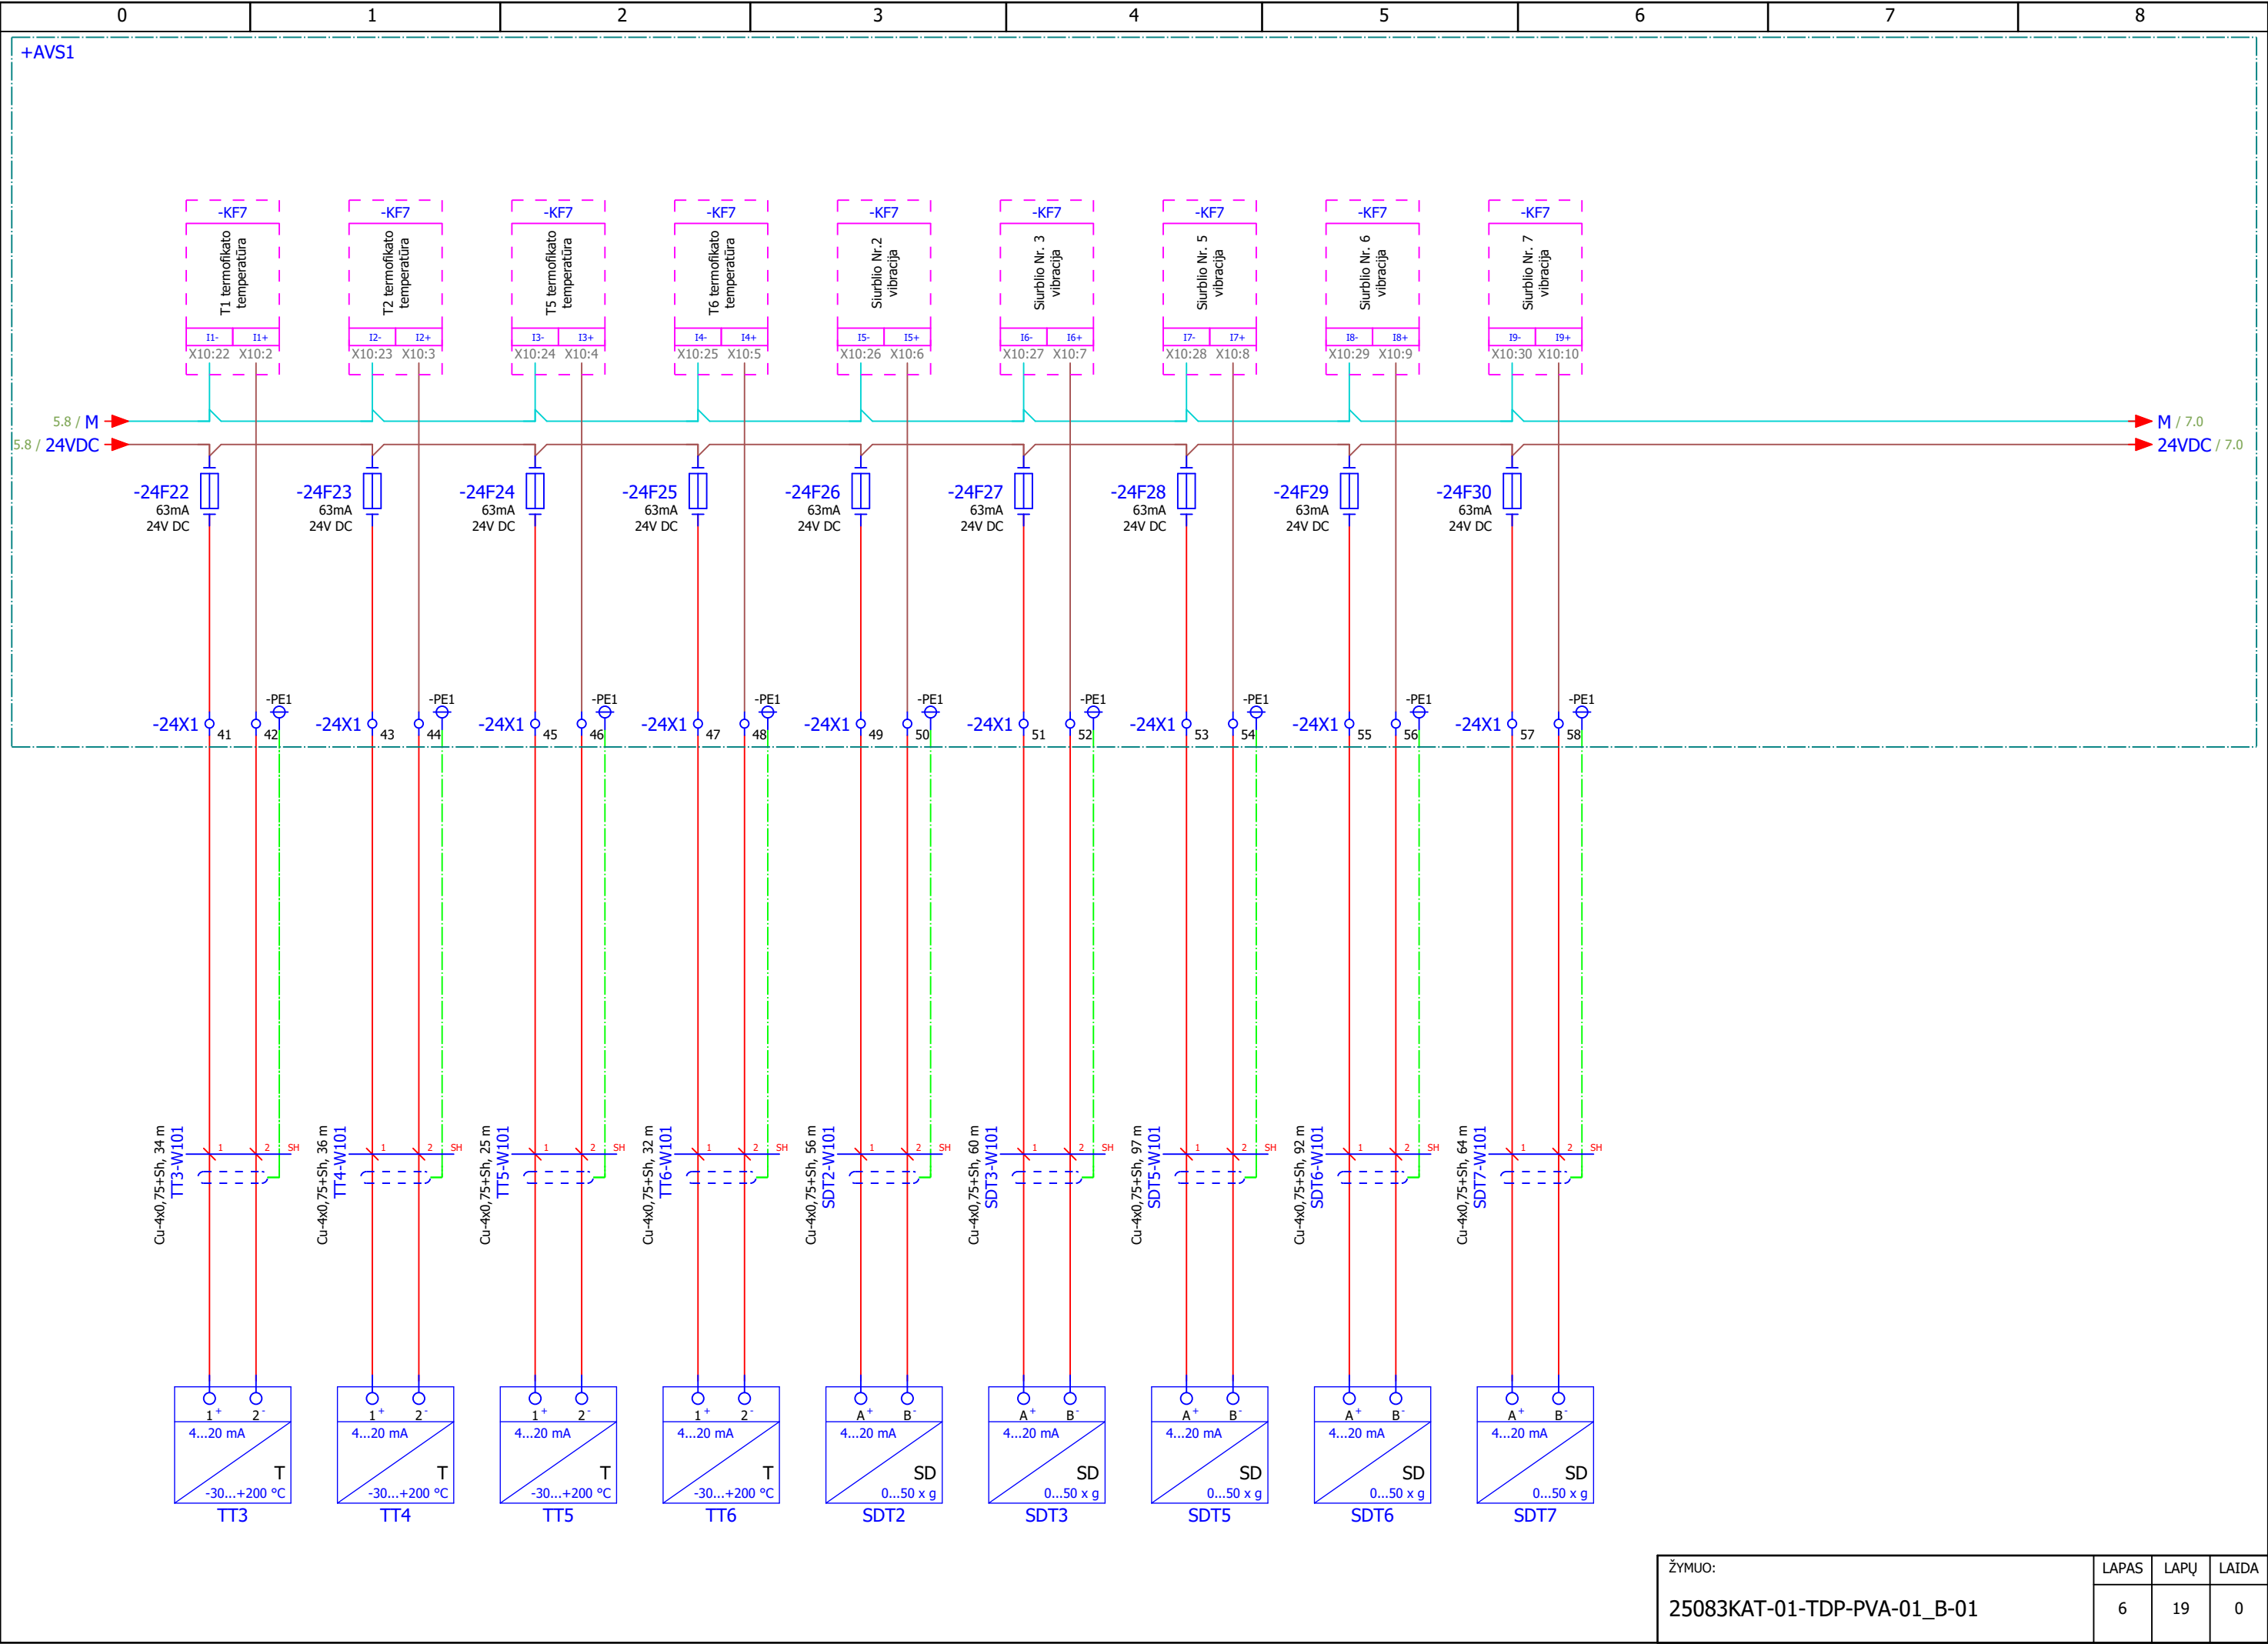 0 1 2 3 4 5 6 7 8
+AVS1
-KF7 -KF7 -KF7 -KF7 -KF7 -KF7 -KF7 -KF7 -KF7
T1 termofikato
temperatūra
T2 termofikato
temperatūra
T5 termofikato
temperatūra
T6 termofikato
temperatūra
Siurblio Nr.2
vibracija
Siurblio Nr. 3
vibracija
Siurblio Nr. 5
vibracija
Siurblio Nr. 6
vibracija
Siurblio Nr. 7
vibracija
I1- I1+ I2- I2+ I3- I3+ I4- I4+ I5- I5+ I6- I6+ I7- I7+ I8- I8+ I9- I9+
X10:22 X10:2 X10:23 X10:3 X10:24 X10:4 X10:25 X10:5 X10:26 X10:6 X10:27 X10:7 X10:28 X10:8 X10:29 X10:9 X10:30 X10:10
5.8 / M M / 7.0
5.8 / 24VDC 24VDC / 7.0
-24F22 -24F23 -24F24 -24F25 -24F26 -24F27 -24F28 -24F29 -24F30
63mA 63mA 63mA 63mA 63mA 63mA 63mA 63mA 63mA
24V DC 24V DC 24V DC 24V DC 24V DC 24V DC 24V DC 24V DC 24V DC
-PE1 -PE1 -PE1 -PE1 -PE1 -PE1 -PE1 -PE1 -PE1
-24X1 -24X1 -24X1 -24X1 -24X1 -24X1 -24X1 -24X1 -24X1
41 42 43 44 45 46 47 48 49 50 51 52 53 54 55 56 57 58
1 2 SH 1 2 SH 1 2 SH 1 2 SH 1 2 SH 1 2 SH 1 2 SH 1 2 SH 1 2 SH
Cu-4x0,75+Sh, 34 m
TT3-W101
Cu-4x0,75+Sh, 36 m
TT4-W101
Cu-4x0,75+Sh, 25 m
TT5-W101
Cu-4x0,75+Sh, 32 m
TT6-W101
Cu-4x0,75+Sh, 56 m
SDT2-W101
Cu-4x0,75+Sh, 60 m
SDT3-W101
Cu-4x0,75+Sh, 97 m
SDT5-W101
Cu-4x0,75+Sh, 92 m
SDT6-W101
Cu-4x0,75+Sh, 64 m
SDT7-W101
1 + 2 - 1 + 2 - 1 + 2 - 1 + 2 - A + B - A + B - A + B - A + B - A + B -
4...20 mA 4...20 mA 4...20 mA 4...20 mA 4...20 mA 4...20 mA 4...20 mA 4...20 mA 4...20 mA
T T T T SD SD SD SD SD
-30...+200 °C -30...+200 °C -30...+200 °C -30...+200 °C 0...50 x g 0...50 x g 0...50 x g 0...50 x g 0...50 x g
TT3 TT4 TT5 TT6 SDT2 SDT3 SDT5 SDT6 SDT7
ŽYMUO: LAPAS LAPŲ LAIDA
25083KAT-01-TDP-PVA-01_B-01 6 19 0